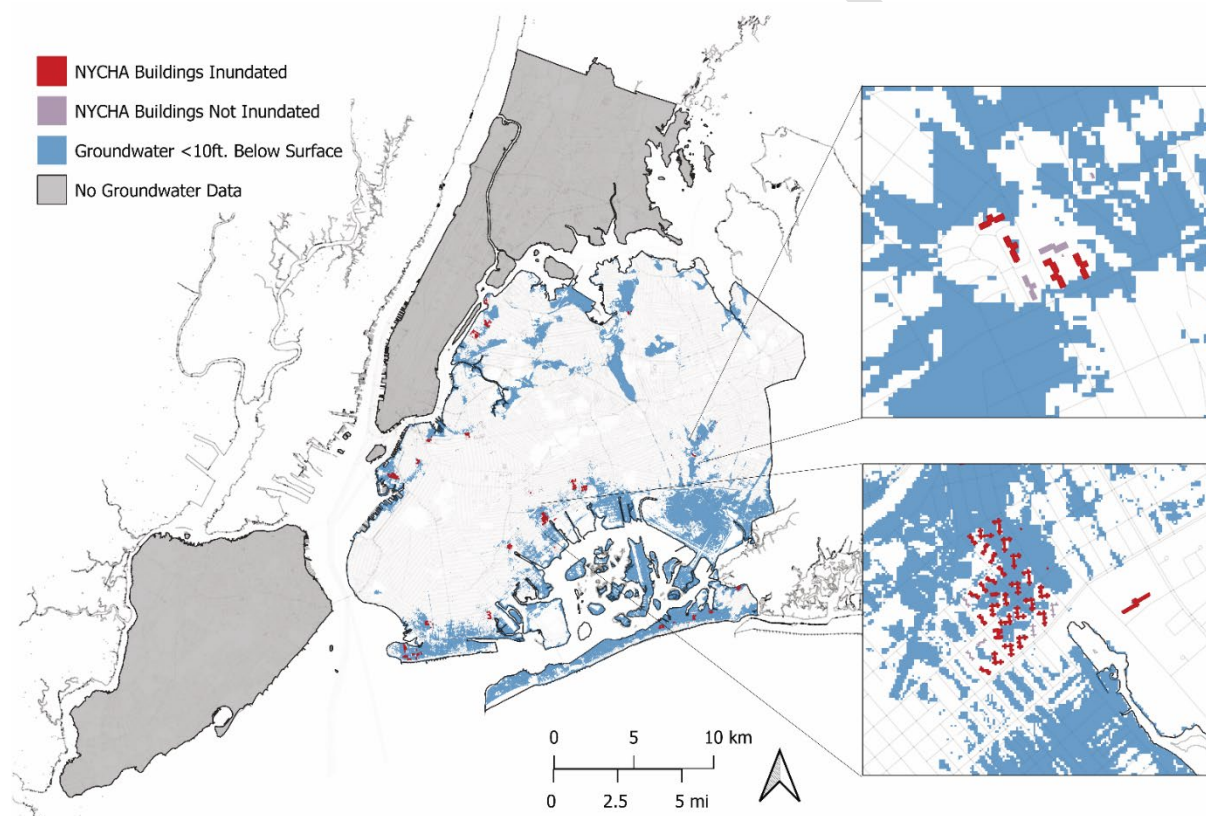 NYCHA Buildings Inundated
NYCHA Buildings Not Inundated
Groundwater <10ft. Below Surface
No Groundwater Data
0 5 10 km
0 2.5 5 mi